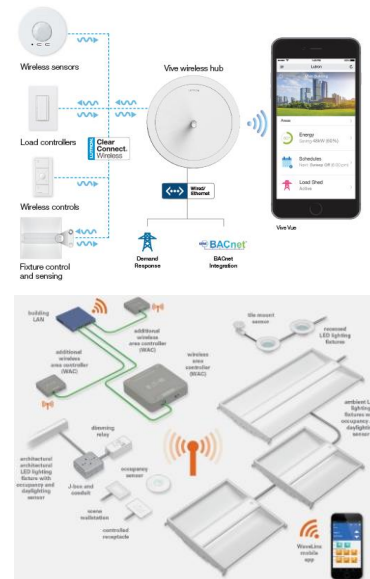 Wireless sensors
Vive wireless hub
Load controllers
LUTRON
Clear
Connect.
Wireless
Wireless controls
Wired/
Ethernet
Fixture control
and sensing
Demand
Response
BACnet
BACnet
Integration
Lutron
Energy
Schedules
Load Shed
Active
Vive Vue
building
LAN
additional
wireless
area controller
(WAC)
additional
wireless
area controller
(WAC)
wireless
area
controller
(WAC)
tile mount
sensor
recessed
LED lighting
fixtures
dimming
relay
ambient L
lighting
fixtures w
occupancy
daylight
sensor
architectural
architectural
LED lighting
fixture with
occupancy and
daylighting
sensor
J-box and
conduit
occupancy
sensor
scene
wallstation
controlled
receptacle
WaveLinx
mobile
app